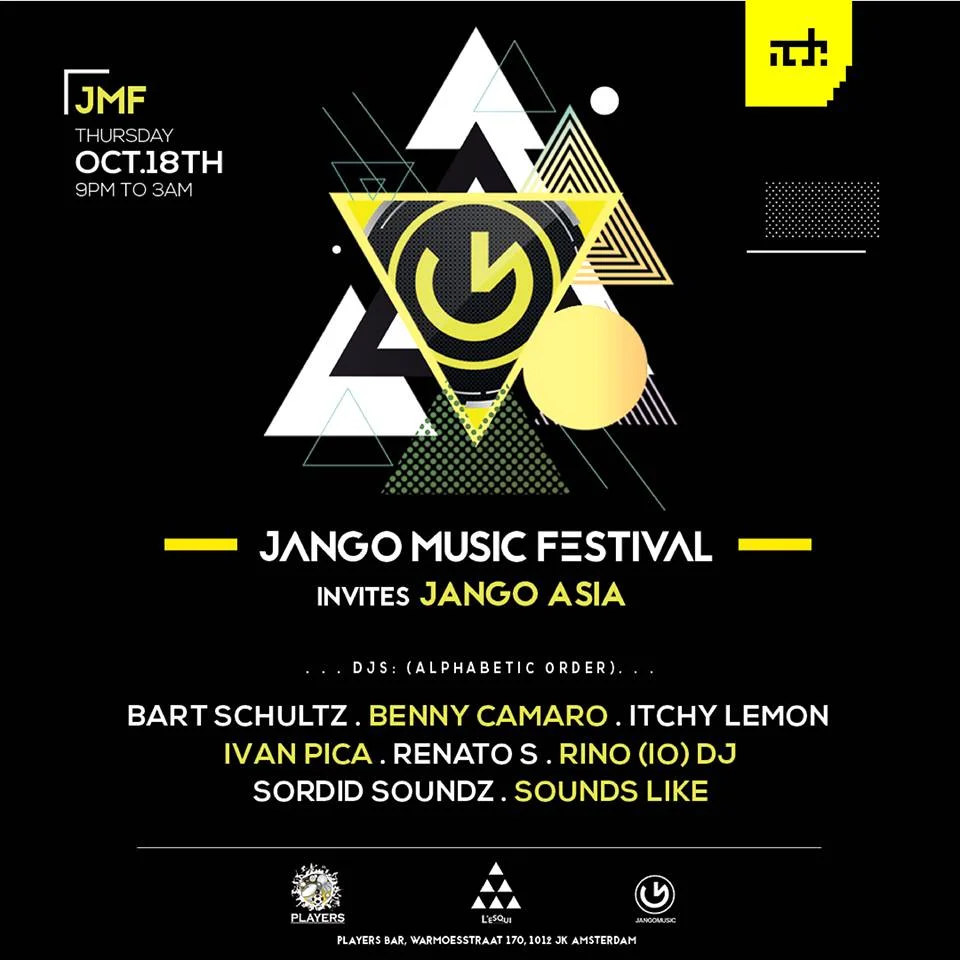 JMF
THURSDAY
OCT.18TH
9PM TO 3AM
JANGO MUSIC FESTIVAL
INVITES JANGO ASIA
. . . DJS: (ALPHABETIC ORDER). . .
BART SCHULTZ . BENNY CAMARO . ITCHY LEMON
IVAN PICA . RENATO S . RINO (IO) DJ
SORDID SOUNDZ . SOUNDS LIKE
PLAYERS
L'ESQUI
JANGOMUSIC
PLAYERS BAR, WARMOESSTRAAT 170, 1012 JK AMSTERDAM